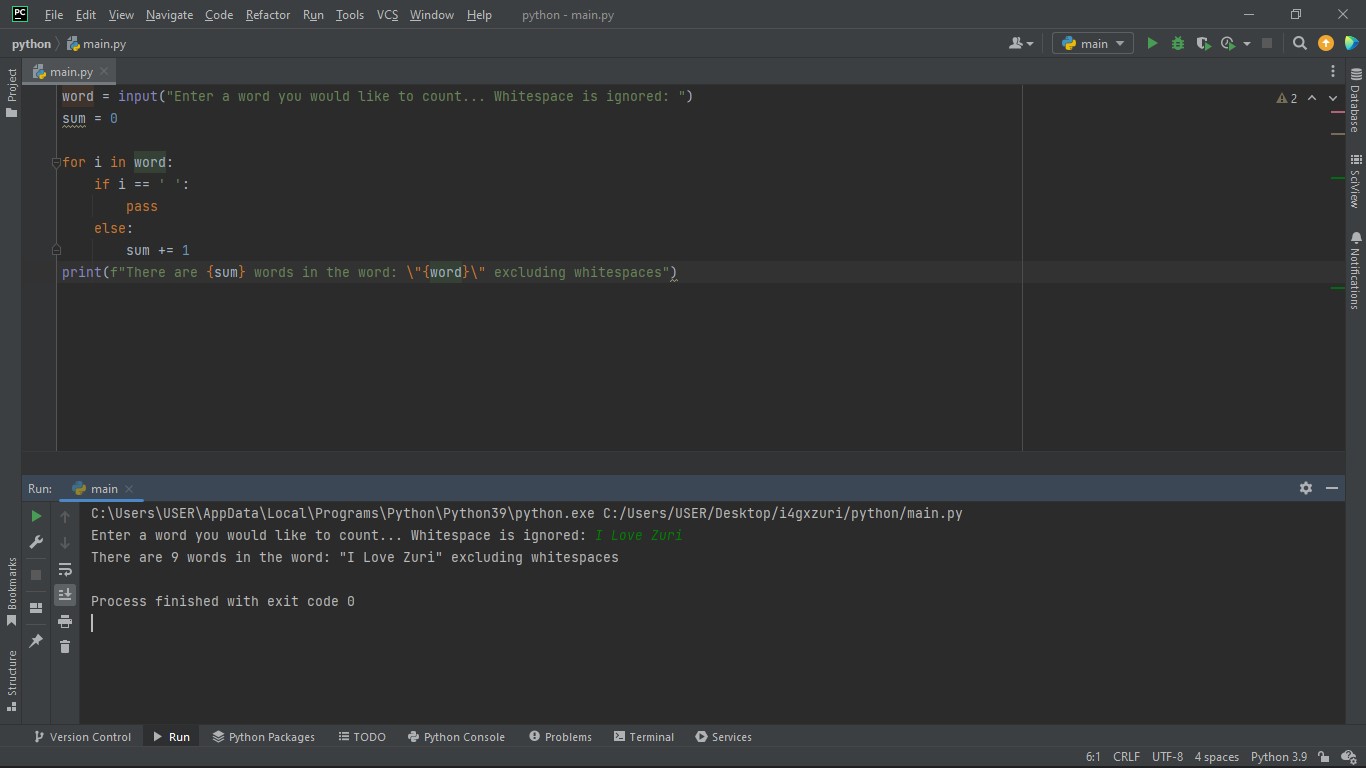 PC File Edit View Navigate Code Refactor Run Tools VCS Window Help python - main.py
python main.py main
Project
main.py
word = input("Enter a word you would like to count... Whitespace is ignored: ")
sum = 0
for i in word:
    if i == ' ':
        pass
    else:
        sum += 1
print(f"There are {sum} words in the word: \"{word}\" excluding whitespaces")
2
Database
SciView
Notifications
Run: main
C:\Users\USER\AppData\Local\Programs\Python\Python39\python.exe C:/Users/USER/Desktop/i4gxzuri/python/main.py
Enter a word you would like to count... Whitespace is ignored: I Love Zuri
There are 9 words in the word: "I Love Zuri" excluding whitespaces
Process finished with exit code 0
Bookmarks
Structure
Version Control Run Python Packages TODO Python Console Problems Terminal Services
6:1 CRLF UTF-8 4 spaces Python 3.9